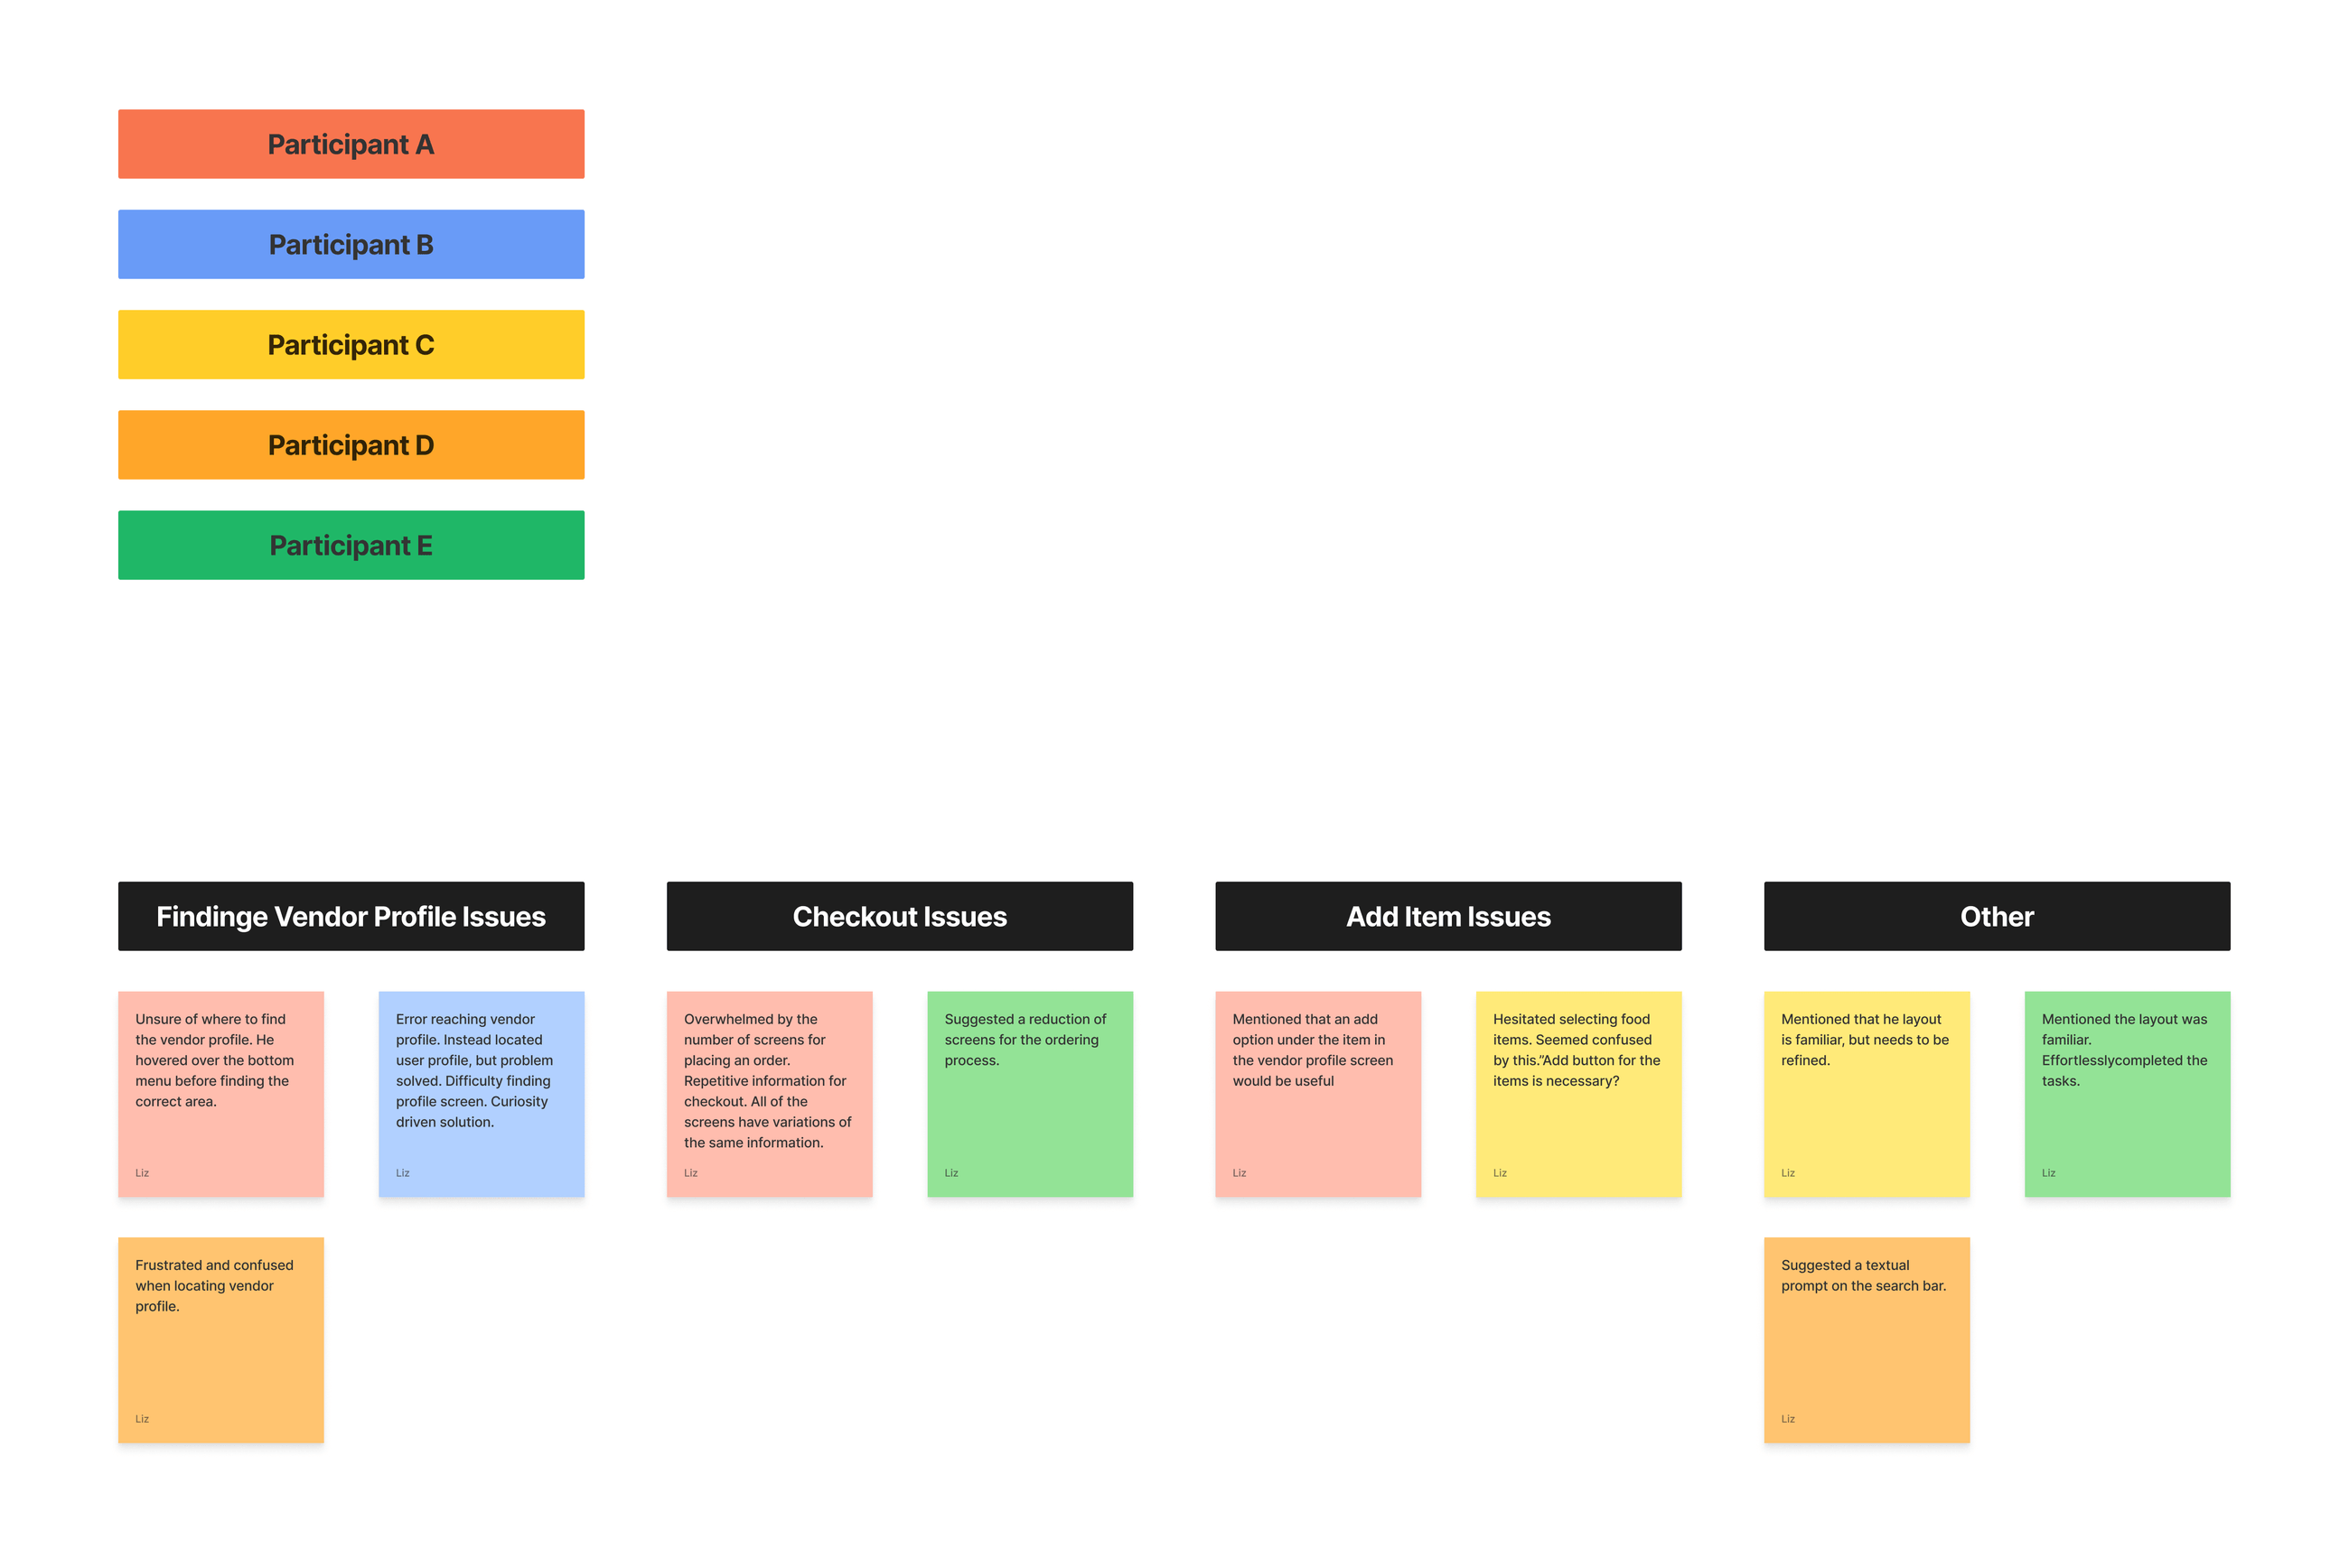 Participant A
Participant B
Participant C
Participant D
Participant E
Findinge Vendor Profile Issues
Unsure of where to find
the vendor profile. He
hovered over the bottom
menu before finding the
correct area.
Liz
Error reaching vendor
profile. Instead located
user profile, but problem
solved. Difficulty finding
profile screen. Curiosity
driven solution.
Liz
Frustrated and confused
when locating vendor
profile.
Liz
Checkout Issues
Overwhelmed by the
number of screens for
placing an order.
Repetitive information for
checkout. All of the
screens have variations of
the same information.
Liz
Suggested a reduction of
screens for the ordering
process.
Liz
Add Item Issues
Mentioned that an add
option under the item in
the vendor profile screen
would be useful
Liz
Hesitated selecting food
items. Seemed confused
by this.”Add button for the
items is necessary?
Liz
Other
Mentioned that he layout
is familiar, but needs to be
refined.
Liz
Mentioned the layout was
familiar.
Effortlesslycompleted the
tasks.
Liz
Suggested a textual
prompt on the search bar.
Liz